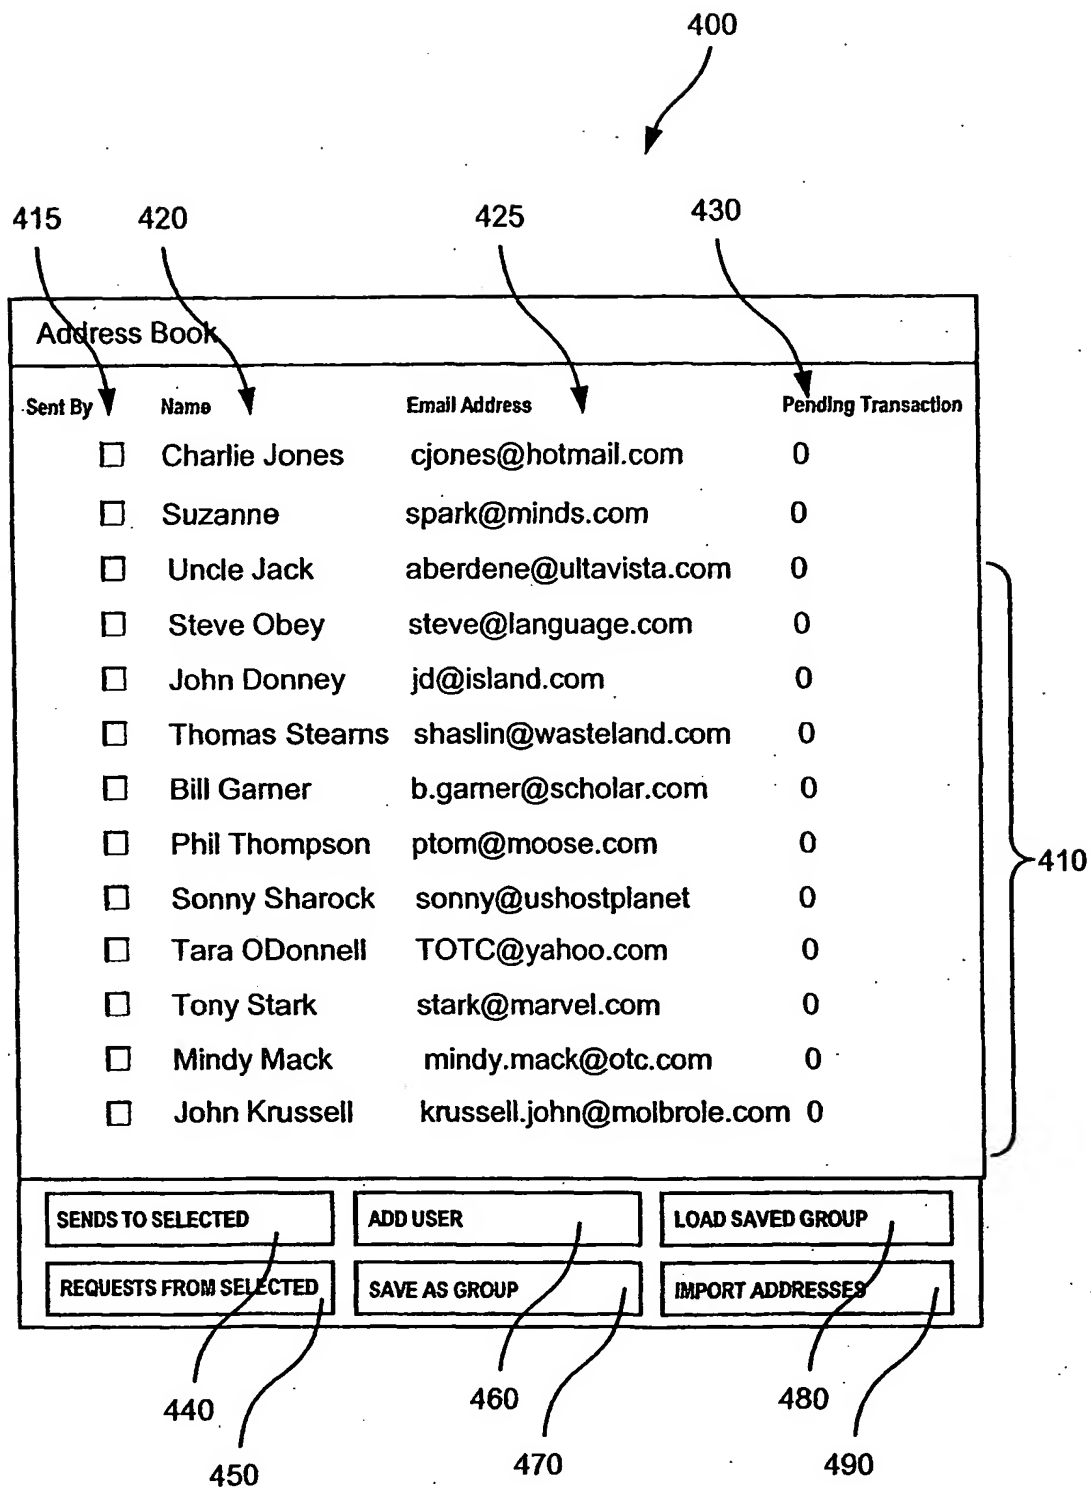 400
415 420 425 430
Address Book
Sent By Name Email Address Pending Transaction
Charlie Jones cjones@hotmail.com 0
Suzanne spark@minds.com 0
Uncle Jack aberdene@ultavista.com 0
Steve Obey steve@language.com 0
John Donney jd@island.com 0
Thomas Stearns shaslin@wasteland.com 0
Bill Garner b.garner@scholar.com 0
Phil Thompson ptom@moose.com 0
410
Sonny Sharock sonny@ushostplanet 0
Tara ODonnell TOTC@yahoo.com 0
Tony Stark stark@marvel.com 0
Mindy Mack mindy.mack@otc.com 0
John Krussell krussell.john@molbrole.com 0
SENDS TO SELECTED ADD USER LOAD SAVED GROUP
REQUESTS FROM SELECTED SAVE AS GROUP IMPORT ADDRESSES
440 460 480
450 470 490